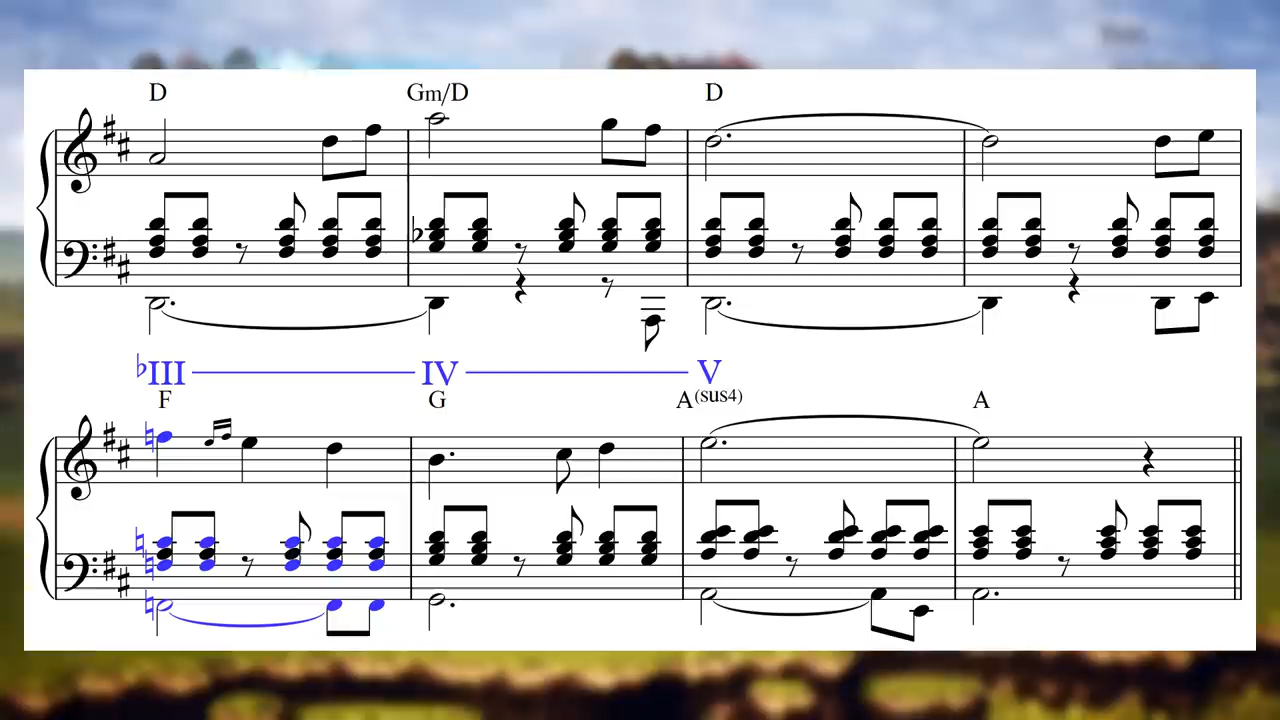 D Gm/D D
♭III IV V
F G A(sus4) A